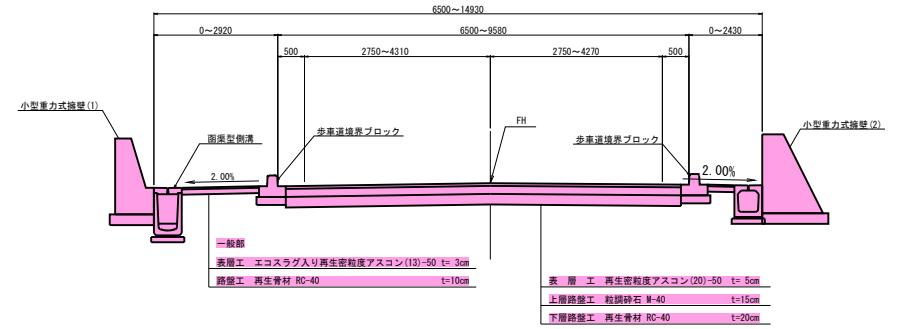 6500～14930
0～2920
6500～9580
0～2430
500
2750～4310
2750～4270
500
小型重力式擁壁(1)
函渠型側溝
歩車道境界ブロック
FH
歩車道境界ブロック
小型重力式擁壁(2)
2.00%
2.00%
一般部
表層工 エコスラグ入り再生密粒度アスコン(13)-50 t= 3cm
路盤工 再生骨材 RC-40 t=10cm
表 層 工 再生密粒度アスコン(20)-50 t= 5cm
上層路盤工 粒調砕石 M-40 t=15cm
下層路盤工 再生骨材 RC-40 t=20cm